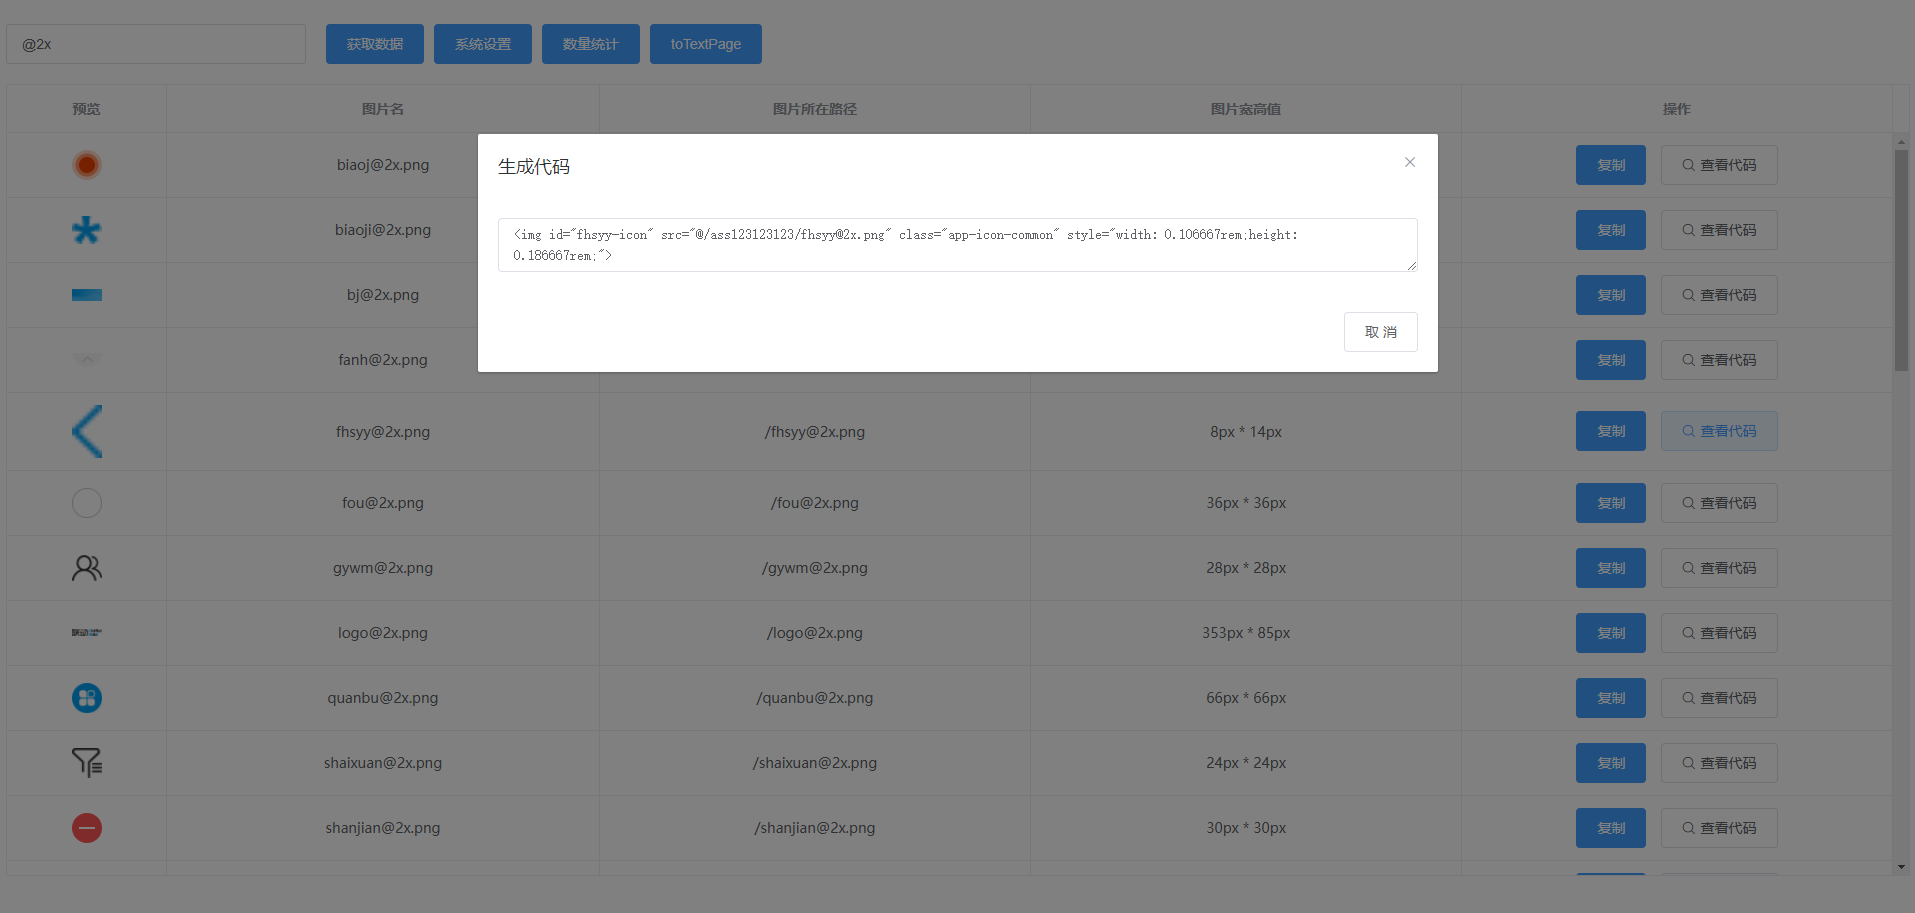 @2x 获取数据 系统设置 数量统计 toTextPage
预览 图片名 图片所在路径 图片宽高值 操作
生成代码
<img id="fhsyy-icon" src="@/ass123123123/fhsyy@2x.png" class="app-icon-common" style="width: 0.106667rem;height:
0.186667rem;">
取 消
biaoj@2x.png 复制 查看代码
biaoji@2x.png 复制 查看代码
bj@2x.png 复制 查看代码
fanh@2x.png 复制 查看代码
fhsyy@2x.png /fhsyy@2x.png 8px * 14px 复制 查看代码
fou@2x.png /fou@2x.png 36px * 36px 复制 查看代码
gywm@2x.png /gywm@2x.png 28px * 28px 复制 查看代码
logo@2x.png /logo@2x.png 353px * 85px 复制 查看代码
quanbu@2x.png /quanbu@2x.png 66px * 66px 复制 查看代码
shaixuan@2x.png /shaixuan@2x.png 24px * 24px 复制 查看代码
shanjian@2x.png /shanjian@2x.png 30px * 30px 复制 查看代码